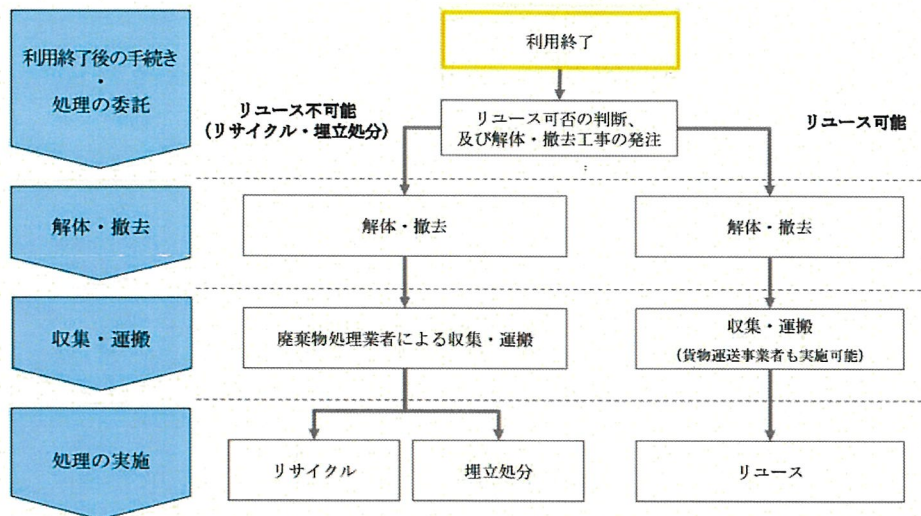 利用終了後の手続き
・
処理の委託
利用終了
リユース不可能
(リサイクル・埋立処分)
リユース可否の判断、
及び解体・撤去工事の発注
リユース可能
解体・撤去
解体・撤去
解体・撤去
収集・運搬
廃棄物処理業者による収集・運搬
収集・運搬
(貨物運送事業者も実施可能)
処理の実施
リサイクル
埋立処分
リユース